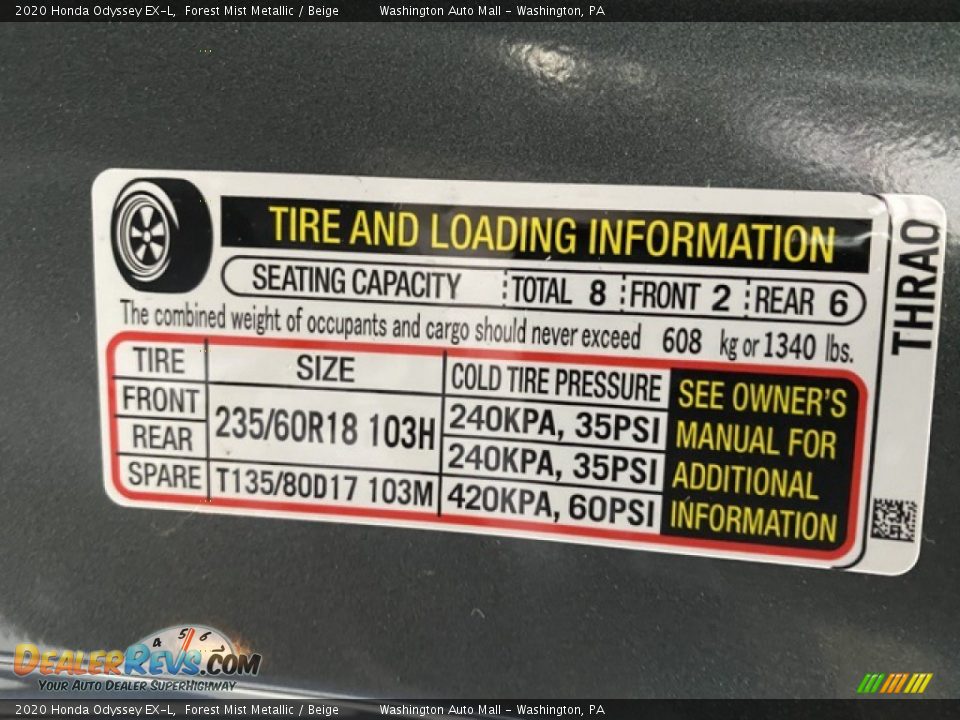 2020 Honda Odyssey EX-L, Forest Mist Metallic / Beige Washington Auto Mall - Washington, PA
TIRE AND LOADING INFORMATION
SEATING CAPACITY TOTAL 8 FRONT 2 REAR 6
The combined weight of occupants and cargo should never exceed 608 kg or 1340 lbs.
TIRE SIZE COLD TIRE PRESSURE
FRONT 235/60R18 103H 240KPA, 35PSI
REAR 240KPA, 35PSI
SPARE T135/80D17 103M 420KPA, 60PSI
SEE OWNER'S
MANUAL FOR
ADDITIONAL
INFORMATION
THRAO
4 5 6
DEALERREVS.COM
YOUR AUTO DEALER SUPERHIGHWAY
2020 Honda Odyssey EX-L, Forest Mist Metallic / Beige Washington Auto Mall - Washington, PA